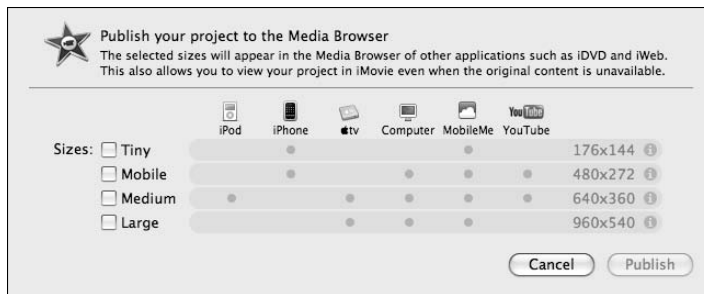 Publish your project to the Media Browser
The selected sizes will appear in the Media Browser of other applications such as iDVD and iWeb.
This also allows you to view your project in iMovie even when the original content is unavailable.
iPod iPhone tv Computer MobileMe YouTube
Sizes: Tiny 176x144
Mobile 480x272
Medium 640x360
Large 960x540
Cancel Publish